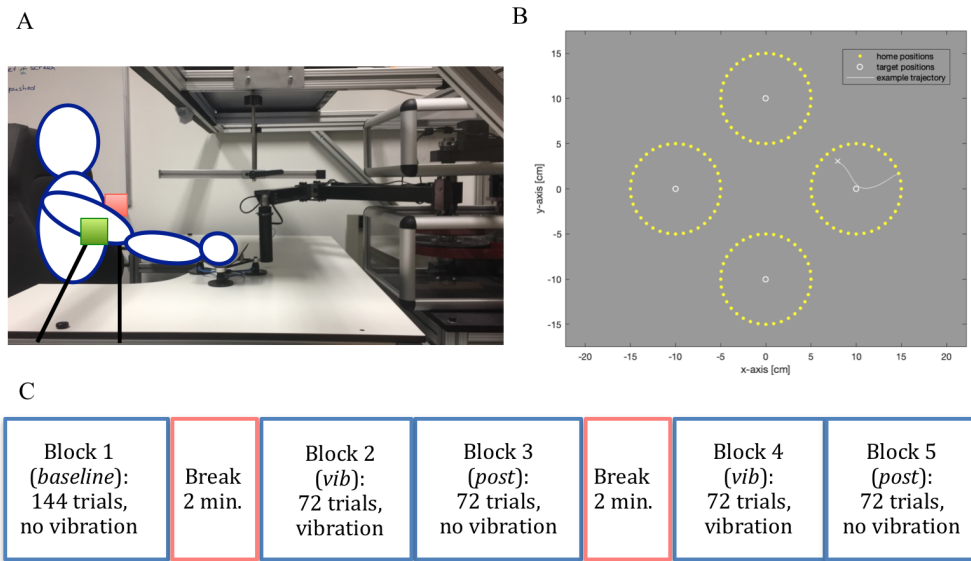 A
B
home positions
target positions
example trajectory
15
10
5
0
-5
-10
-15
y-axis [cm]
-20
-15
-10
-5
0
5
10
15
20
x-axis [cm]
C
Block 1
(baseline):
144 trials,
no vibration
Break
2 min.
Block 2
(vib):
72 trials,
vibration
Block 3
(post):
72 trials,
no vibration
Break
2 min.
Block 4
(vib):
72 trials,
vibration
Block 5
(post):
72 trials,
no vibration